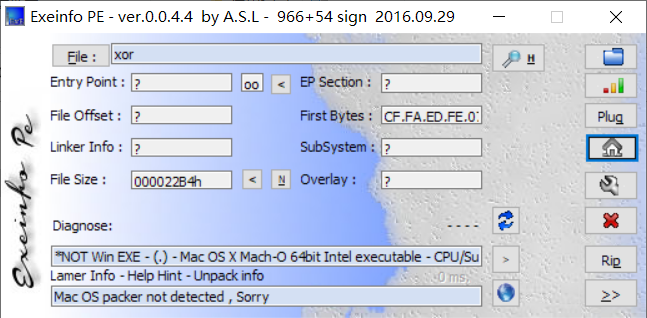 Exeinfo PE - ver.0.0.4.4 by A.S.L - 966+54 sign 2016.09.29
File : xor H
Entry Point : ? oo < EP Section : ?
File Offset : ? First Bytes : CF.FA.ED.FE.0 Plug
Linker Info : ? SubSystem : ?
File Size : 000022B4h < N Overlay : ?
Diagnose: ----
*NOT Win EXE - (.) - Mac OS X Mach-O 64bit Intel executable - CPU/Su > Rip
Lamer Info - Help Hint - Unpack info 0 ms.
Mac OS packer not detected , Sorry >>
Exeinfo Pe